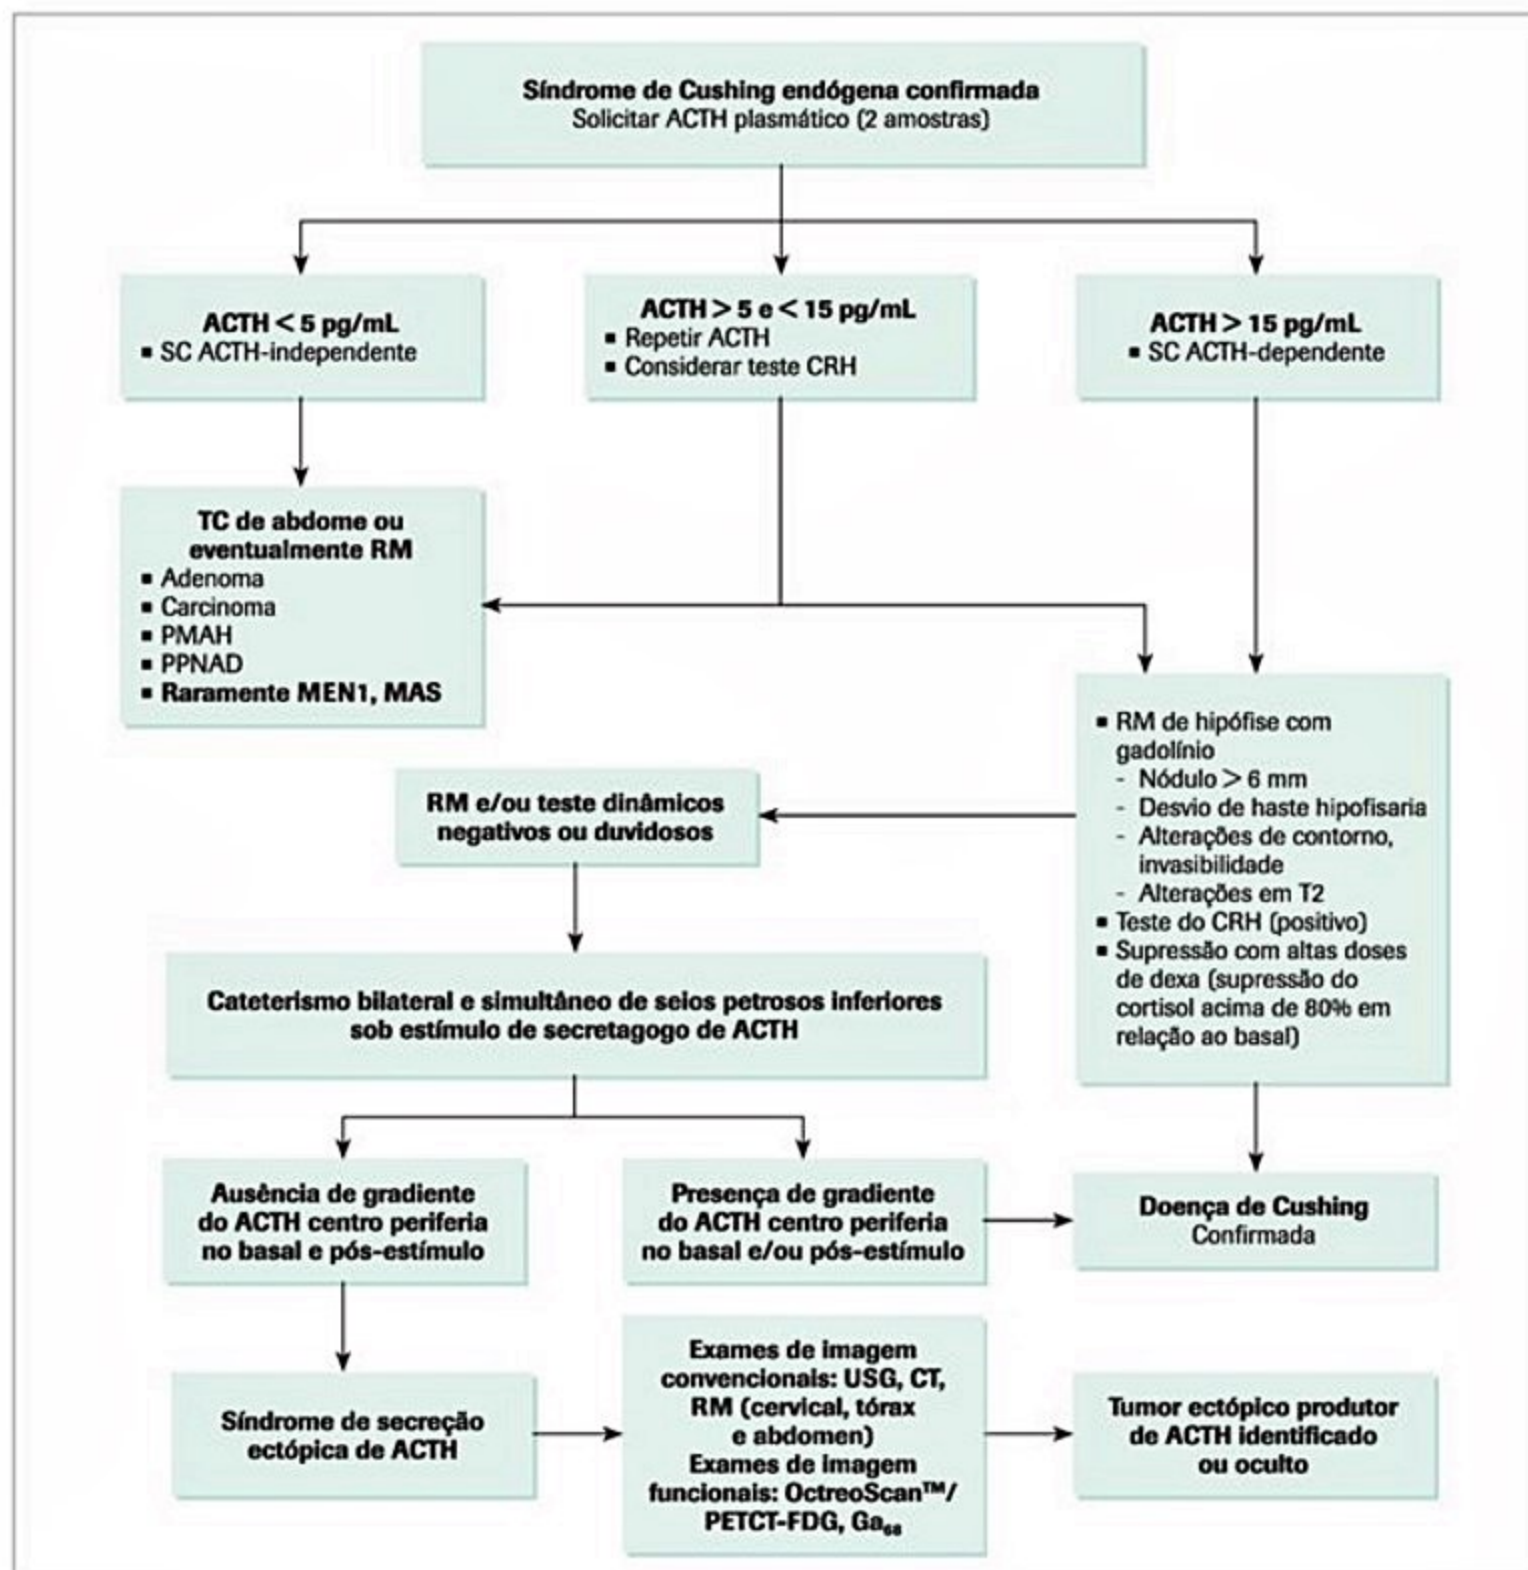 Síndrome de Cushing endógena confirmada
Solicitar ACTH plasmático (2 amostras)
ACTH < 5 pg/mL
▪ SC ACTH-independente
ACTH > 5 e < 15 pg/mL
▪ Repetir ACTH
▪ Considerar teste CRH
ACTH > 15 pg/mL
▪ SC ACTH-dependente
TC de abdome ou
eventualmente RM
▪ Adenoma
▪ Carcinoma
▪ PMAH
▪ PPNAD
▪ Raramente MEN1, MAS
▪ RM de hipófise com
gadolínio
- Nódulo > 6 mm
- Desvio de haste hipofisaria
- Alterações de contorno,
invasibilidade
- Alterações em T2
▪ Teste do CRH (positivo)
▪ Supressão com altas doses
de dexa (supressão do
cortisol acima de 80% em
relação ao basal)
RM e/ou teste dinâmicos
negativos ou duvidosos
Cateterismo bilateral e simultâneo de seios petrosos inferiores
sob estímulo de secretagogo de ACTH
Ausência de gradiente
do ACTH centro periferia
no basal e pós-estímulo
Presença de gradiente
do ACTH centro periferia
no basal e/ou pós-estímulo
Doença de Cushing
Confirmada
Síndrome de secreção
ectópica de ACTH
Exames de imagem
convencionais: USG, CT,
RM (cervical, tórax
e abdomen)
Exames de imagem
funcionais: OctreoScan™/
PETCT-FDG, Ga₆₈
Tumor ectópico produtor
de ACTH identificado
ou oculto